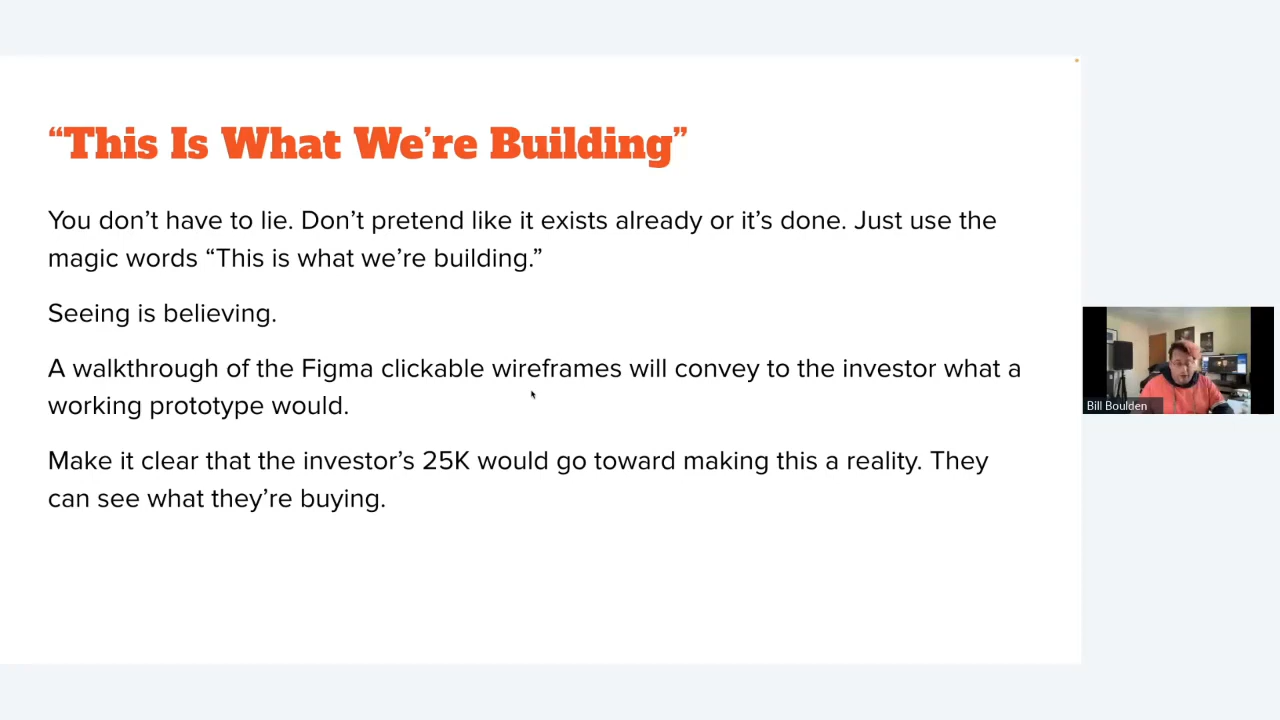 “This Is What We’re Building”
You don’t have to lie. Don’t pretend like it exists already or it’s done. Just use the
magic words “This is what we’re building.”
Seeing is believing.
A walkthrough of the Figma clickable wireframes will convey to the investor what a
working prototype would.
Make it clear that the investor’s 25K would go toward making this a reality. They
can see what they’re buying.
Bill Boulden